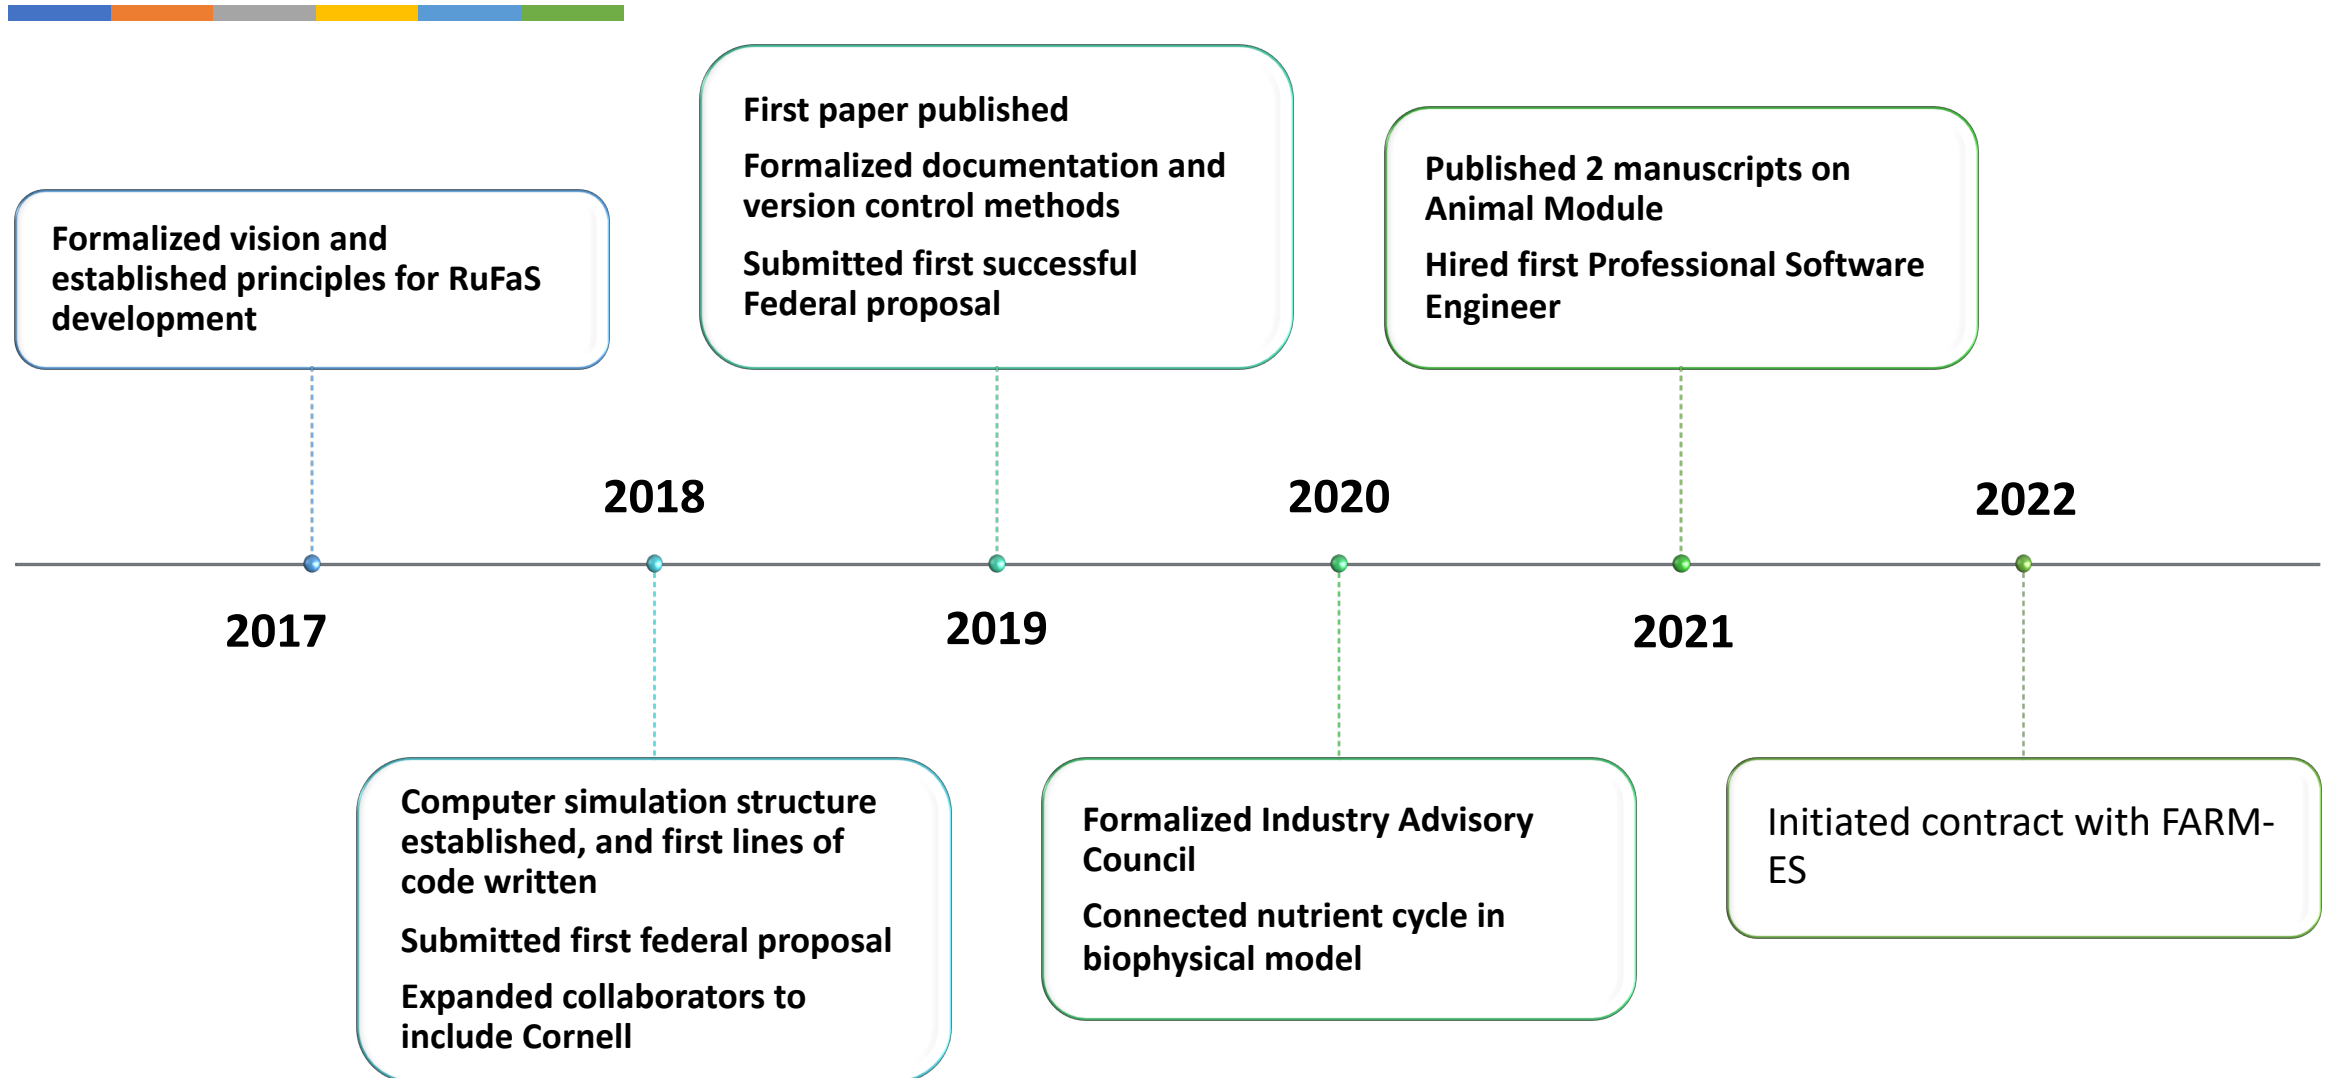 First paper published
Formalized documentation and
version control methods
Submitted first successful
Federal proposal
Published 2 manuscripts on
Animal Module
Hired first Professional Software
Engineer
Formalized vision and
established principles for RuFaS
development
2018
2020
2022
2017
2019
2021
Computer simulation structure
established, and first lines of
code written
Submitted first federal proposal
Expanded collaborators to
include Cornell
Formalized Industry Advisory
Council
Connected nutrient cycle in
biophysical model
Initiated contract with FARM-
ES